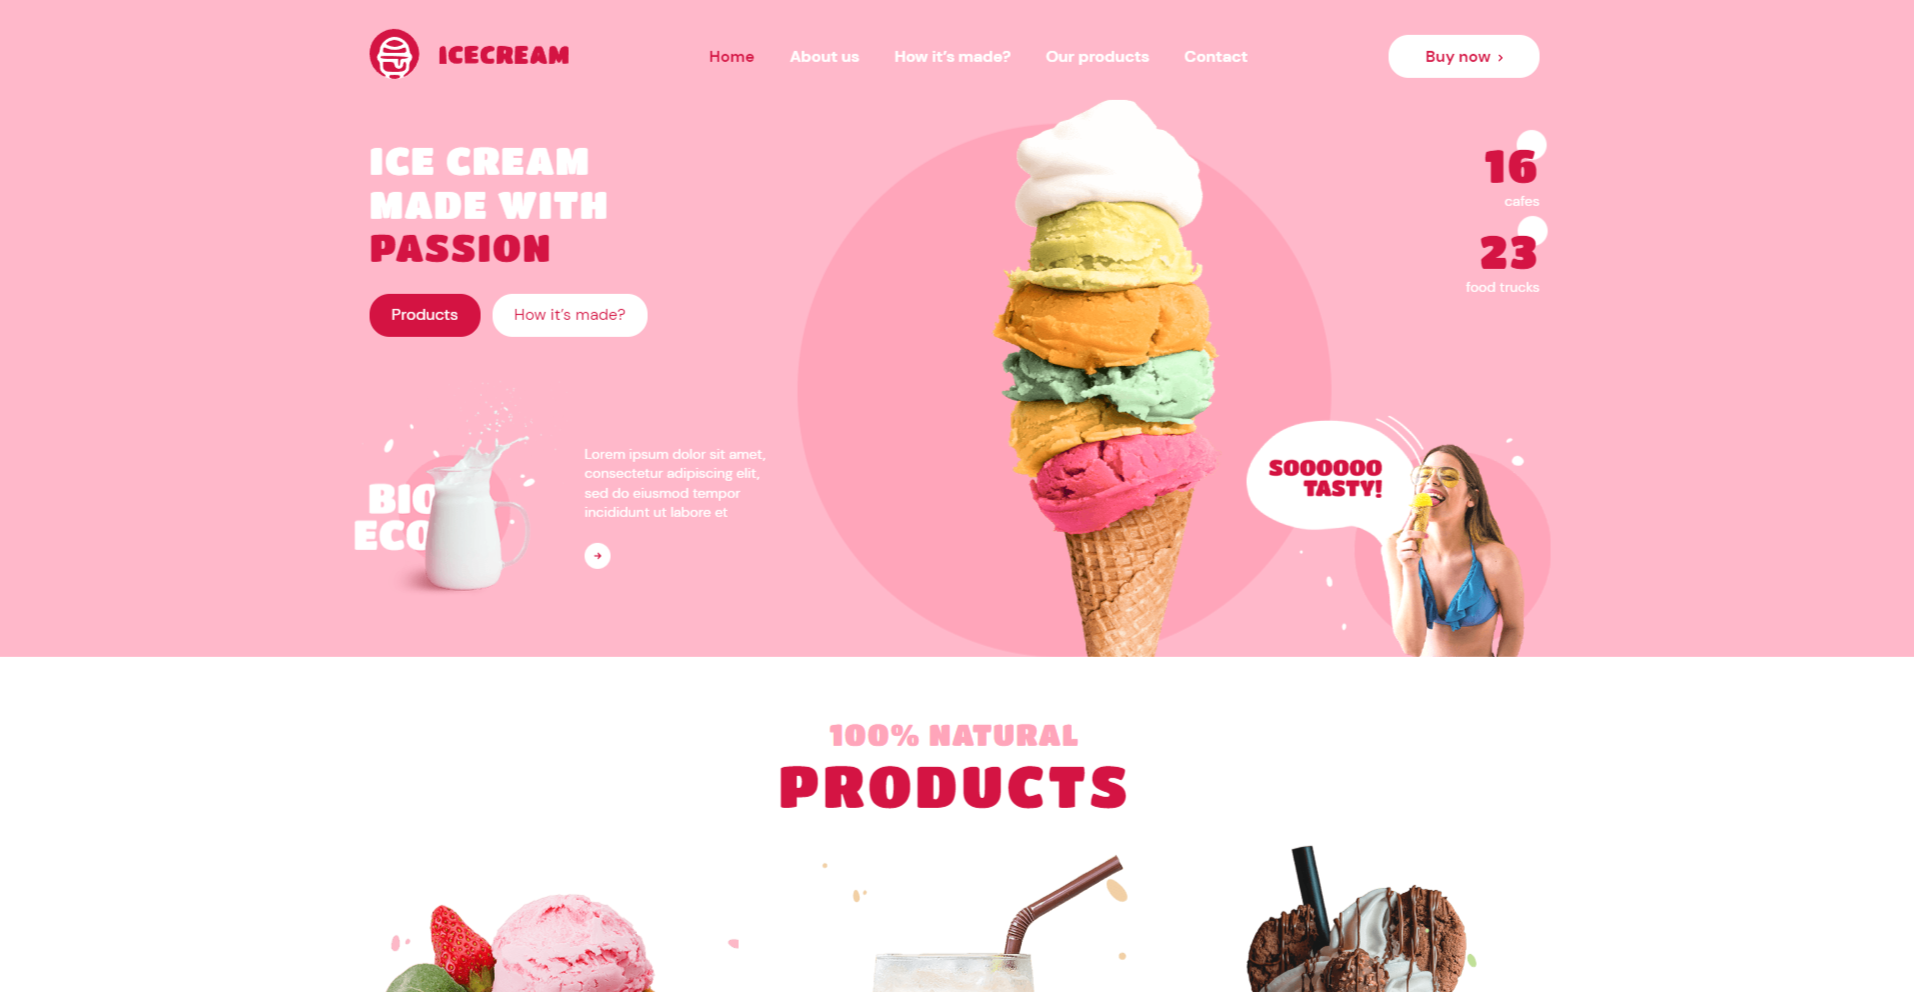 ICECREAM
Home
About us
How it's made?
Our products
Contact
Buy now ›
ICE CREAM
MADE WITH
PASSION
Products
How it's made?
16
cafes
23
food trucks
BIO
ECO
Lorem ipsum dolor sit amet,
consectetur adipiscing elit,
sed do eiusmod tempor
incididunt ut labore et
SOOOOOO
TASTY!
100% NATURAL
PRODUCTS